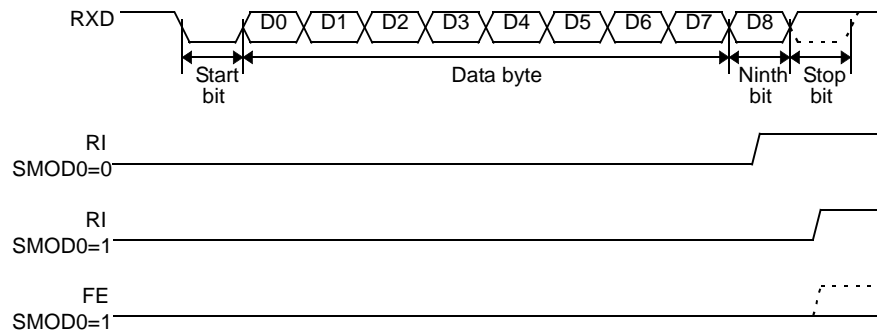 RXD
D0 D1 D2 D3 D4 D5 D6 D7 D8
Start bit
Data byte
Ninth bit
Stop bit
RI
SMOD0=0
RI
SMOD0=1
FE
SMOD0=1